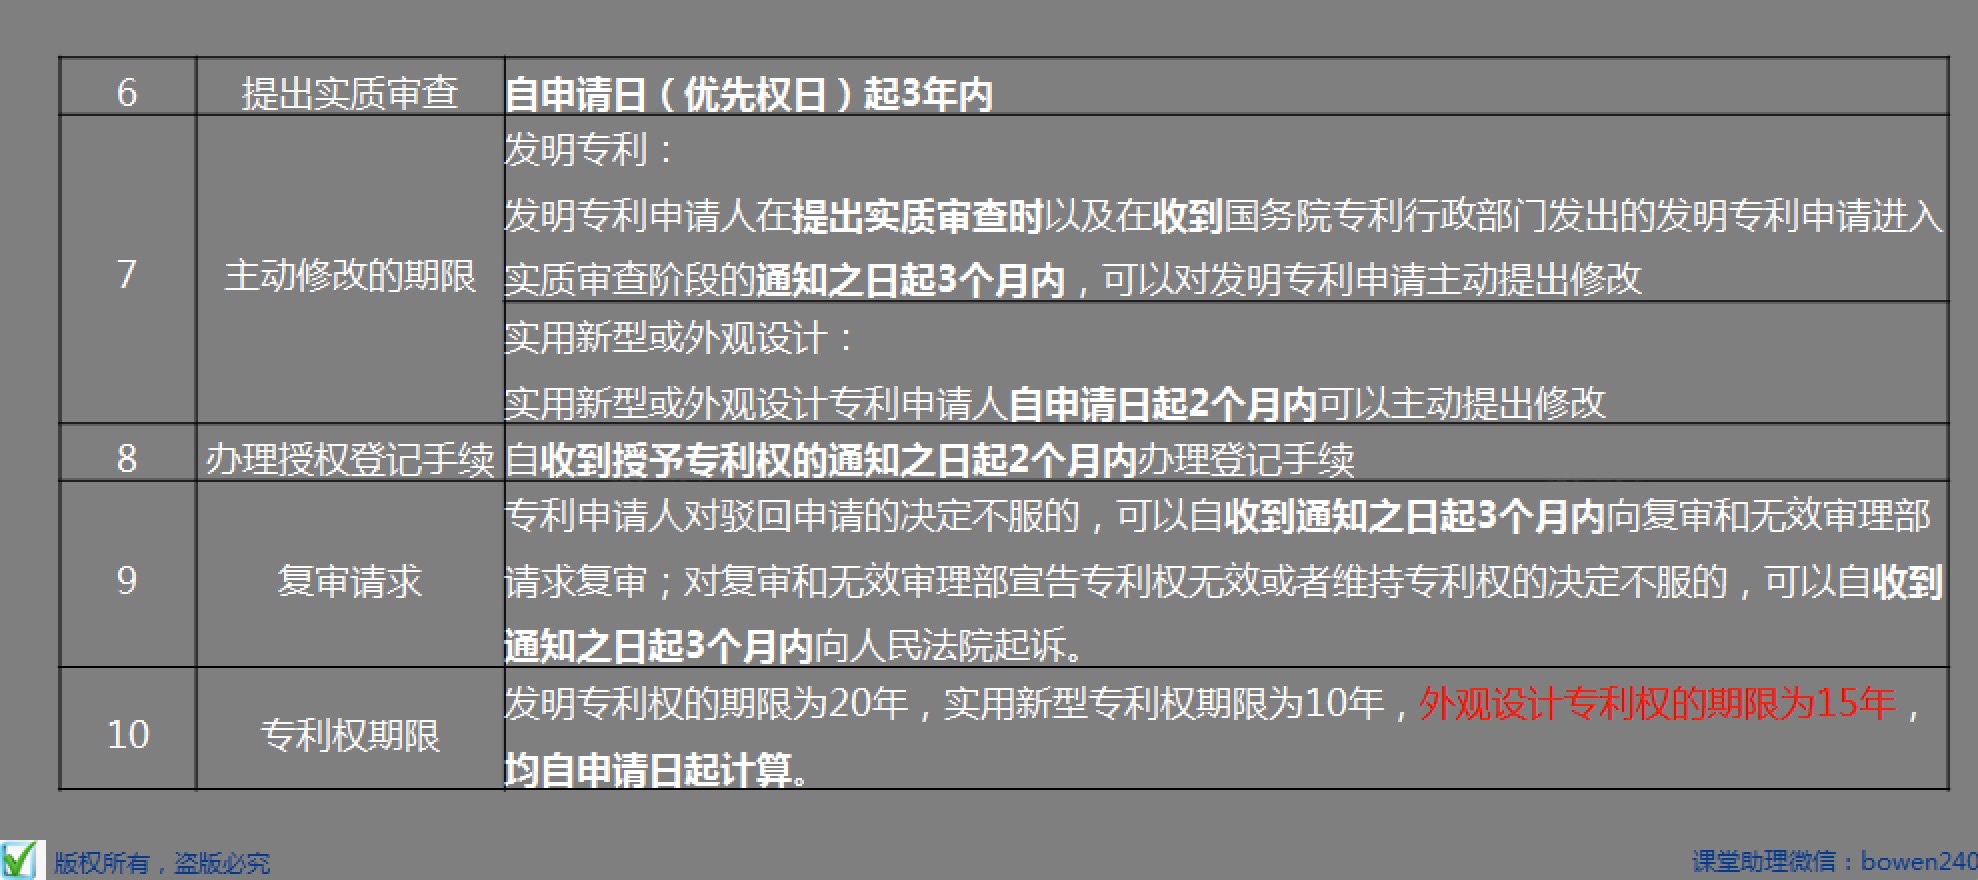 6 提出实质审查 自申请日（优先权日）起3年内
发明专利：
发明专利申请人在提出实质审查时以及在收到国务院专利行政部门发出的发明专利申请进入
7 主动修改的期限 实质审查阶段的通知之日起3个月内，可以对发明专利申请主动提出修改
实用新型或外观设计：
实用新型或外观设计专利申请人自申请日起2个月内可以主动提出修改
8 办理授权登记手续 自收到授予专利权的通知之日起2个月内办理登记手续
专利申请人对驳回申请的决定不服的，可以自收到通知之日起3个月内向复审和无效审理部
9 复审请求 请求复审；对复审和无效审理部宣告专利权无效或者维持专利权的决定不服的，可以自收到
通知之日起3个月内向人民法院起诉。
10 专利权期限 发明专利权的期限为20年，实用新型专利权期限为10年，外观设计专利权的期限为15年，
均自申请日起计算。
版权所有，盗版必究 课堂助理微信：bowen240